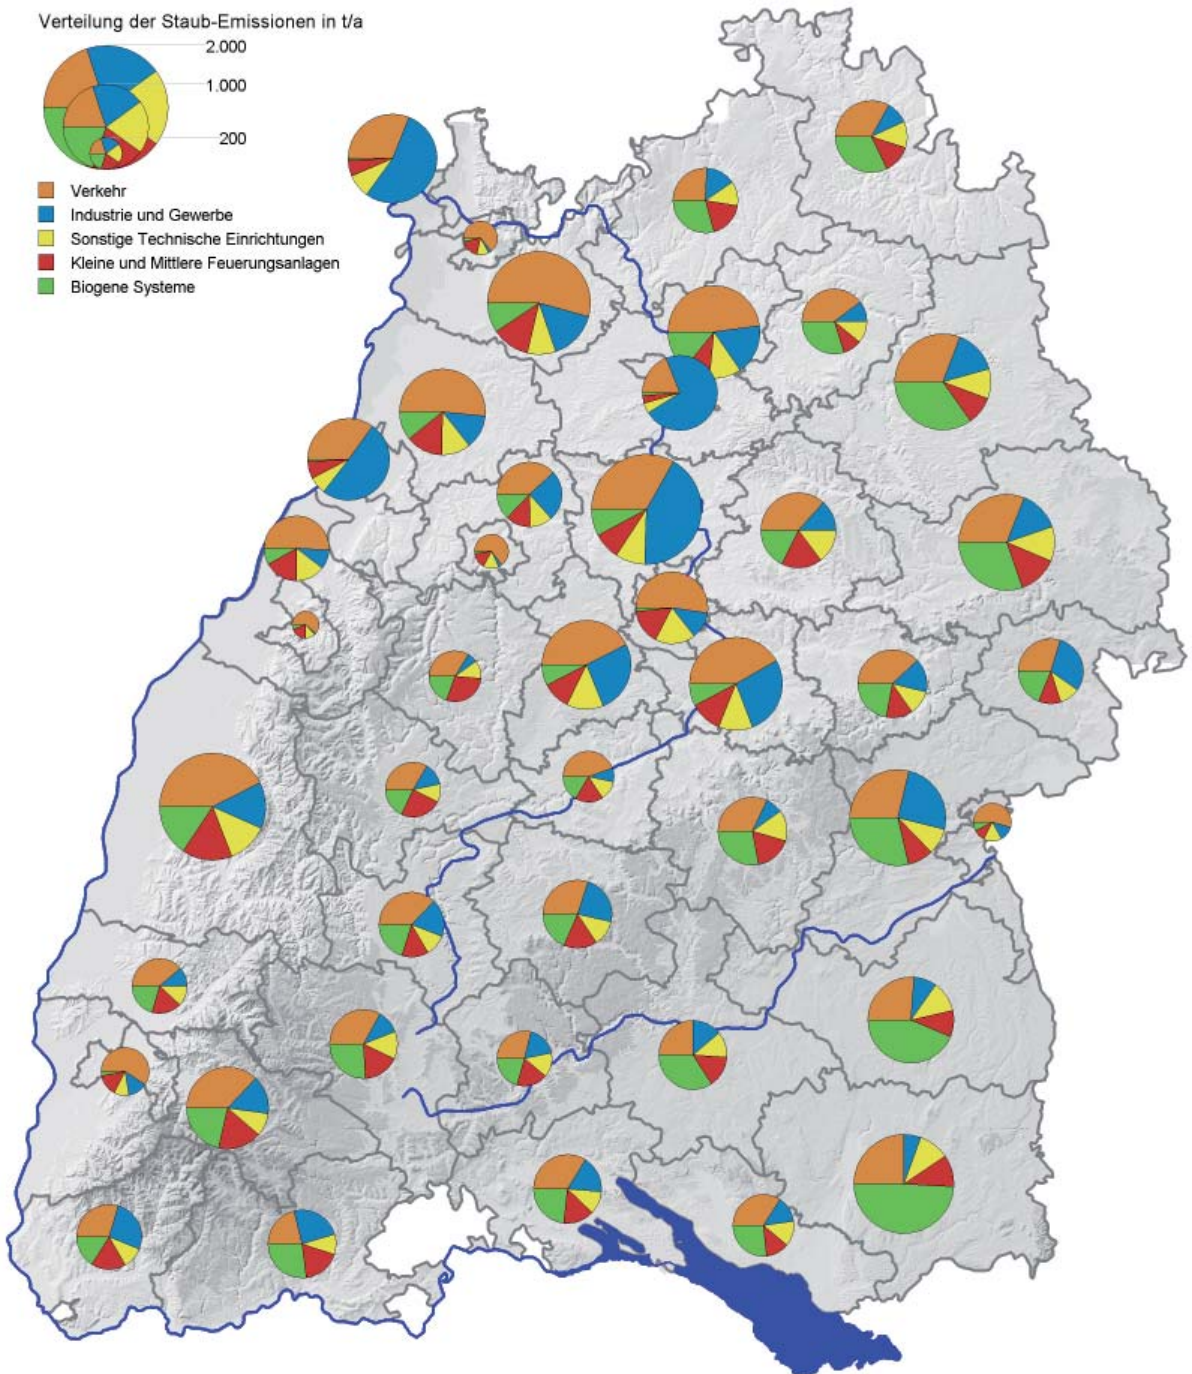 Verteilung der Staub-Emissionen in t/a
2.000
1.000
200
Verkehr
Industrie und Gewerbe
Sonstige Technische Einrichtungen
Kleine und Mittlere Feuerungsanlagen
Biogene Systeme